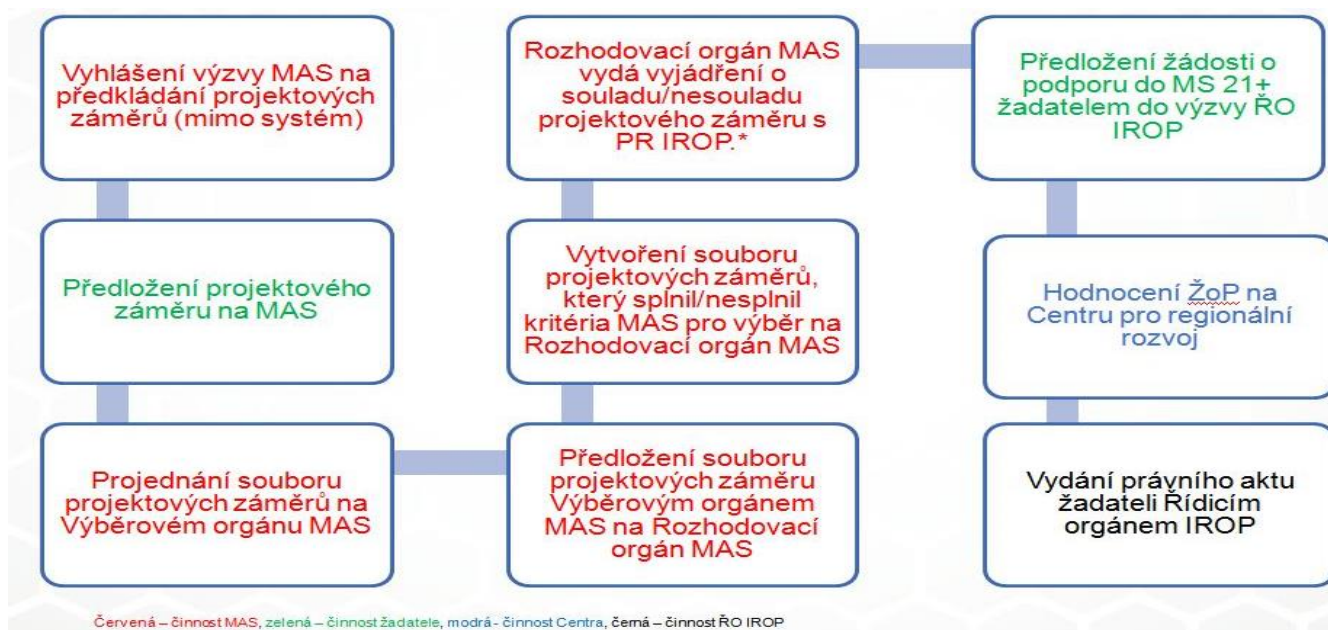 Vyhlášení výzvy MAS na
předkládání projektových
záměrů (mimo systém)
Předložení projektového
záměru na MAS
Projednání souboru
projektových záměrů na
Výběrovém orgánu MAS
Předložení souboru
projektových záměru
Výběrovým orgánem
MAS na Rozhodovací
orgán MAS
Vytvoření souboru
projektových záměrů,
který splnil/nesplnil
kritéria MAS pro výběr na
Rozhodovací orgán MAS
Rozhodovací orgán MAS
vydá vyjádření o
souladu/nesouladu
projektového záměru s
PR IROP.*
Předložení žádosti o
podporu do MS 21+
žadatelem do výzvy ŘO
IROP
Hodnocení ŽoP na
Centru pro regionální
rozvoj
Vydání právního aktu
žadateli Řídicím
orgánem IROP
Červená – činnost MAS, zelená – činnost žadatele, modrá- činnost Centra, černá – činnost ŘO IROP